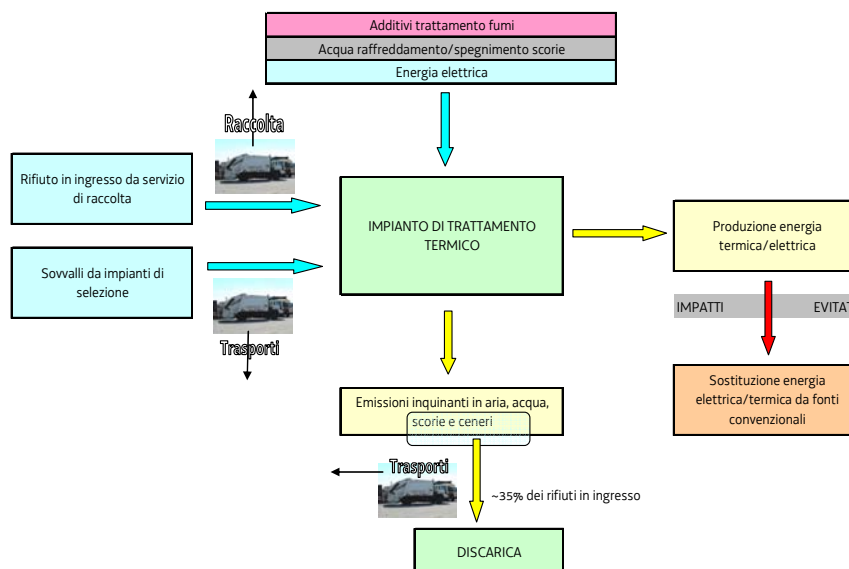 Additivi trattamento fumi
Acqua raffreddamento/spegnimento scorie
Energia elettrica
Raccolta
Rifiuto in ingresso da servizio
di raccolta
IMPIANTO DI TRATTAMENTO
TERMICO
Produzione energia
termica/elettrica
Sovvalli da impianti di
selezione
IMPATTI EVITAT
Trasporti
Sostituzione energia
elettrica/termica da fonti
convenzionali
Emissioni inquinanti in aria, acqua,
scorie e ceneri
Trasporti
~35% dei rifiuti in ingresso
DISCARICA